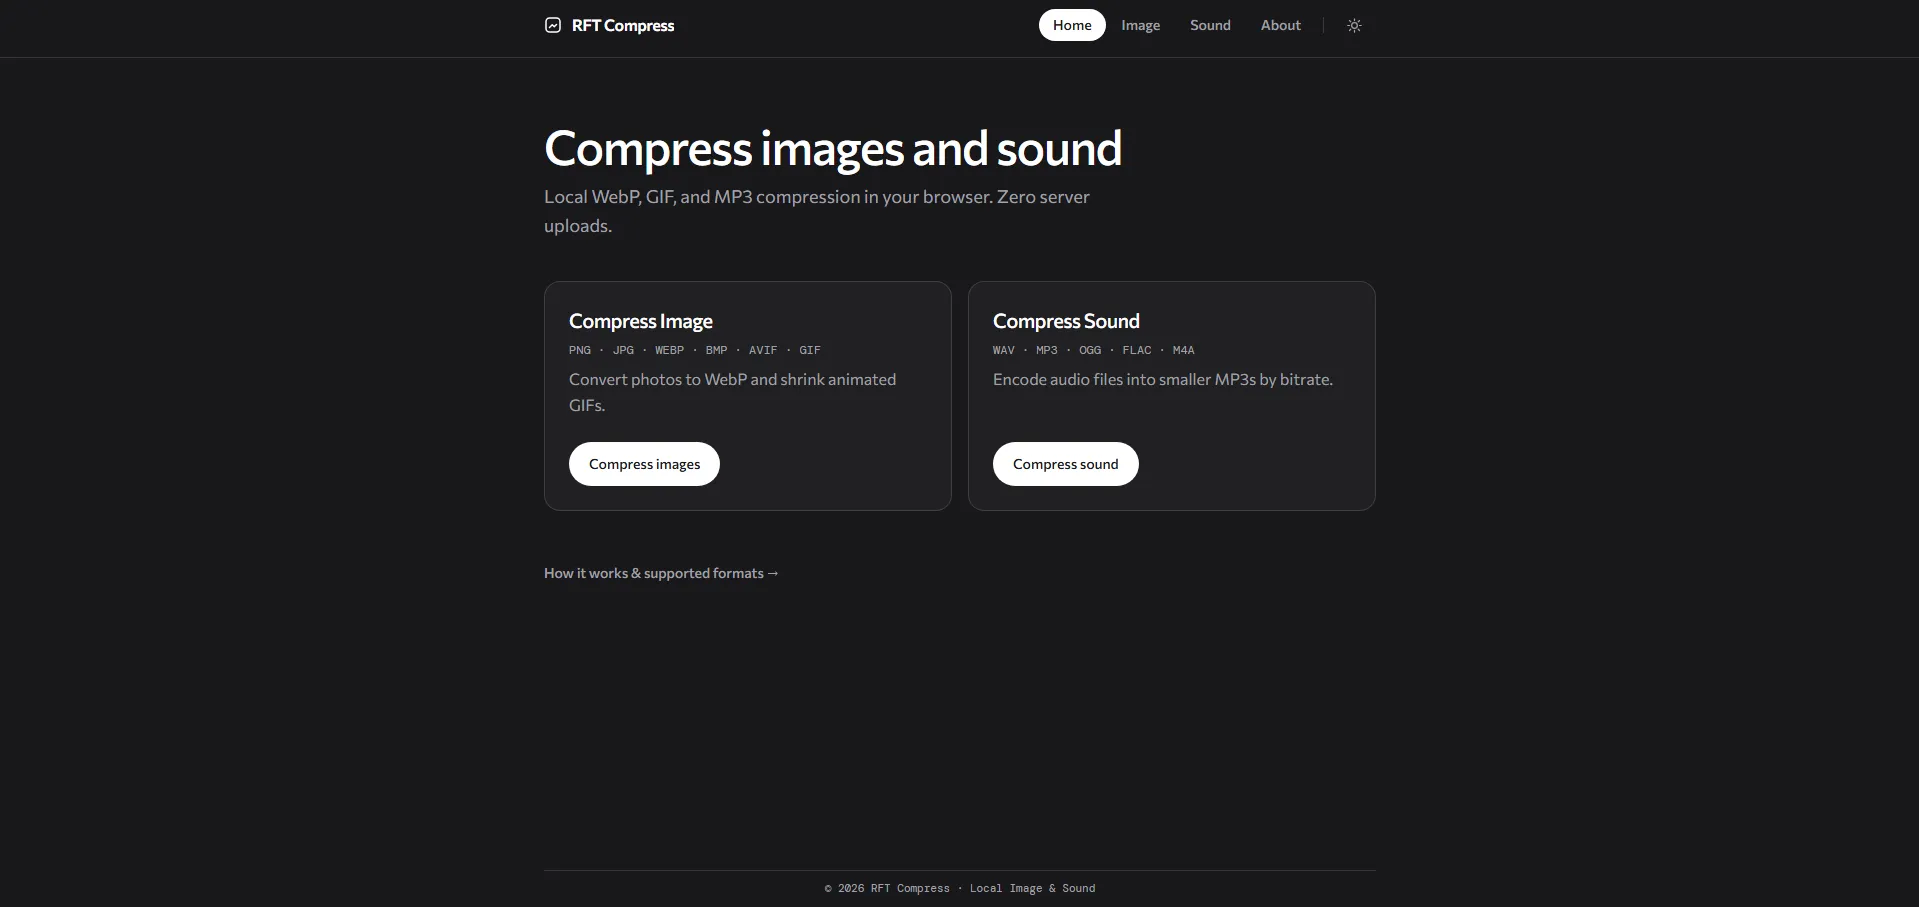 RFT Compress
Home
Image
Sound
About
Compress images and sound
Local WebP, GIF, and MP3 compression in your browser. Zero server
uploads.
Compress Image
PNG · JPG · WEBP · BMP · AVIF · GIF
Convert photos to WebP and shrink animated
GIFs.
Compress images
Compress Sound
WAV · MP3 · OGG · FLAC · M4A
Encode audio files into smaller MP3s by bitrate.
Compress sound
How it works & supported formats →
© 2026 RFT Compress · Local Image & Sound